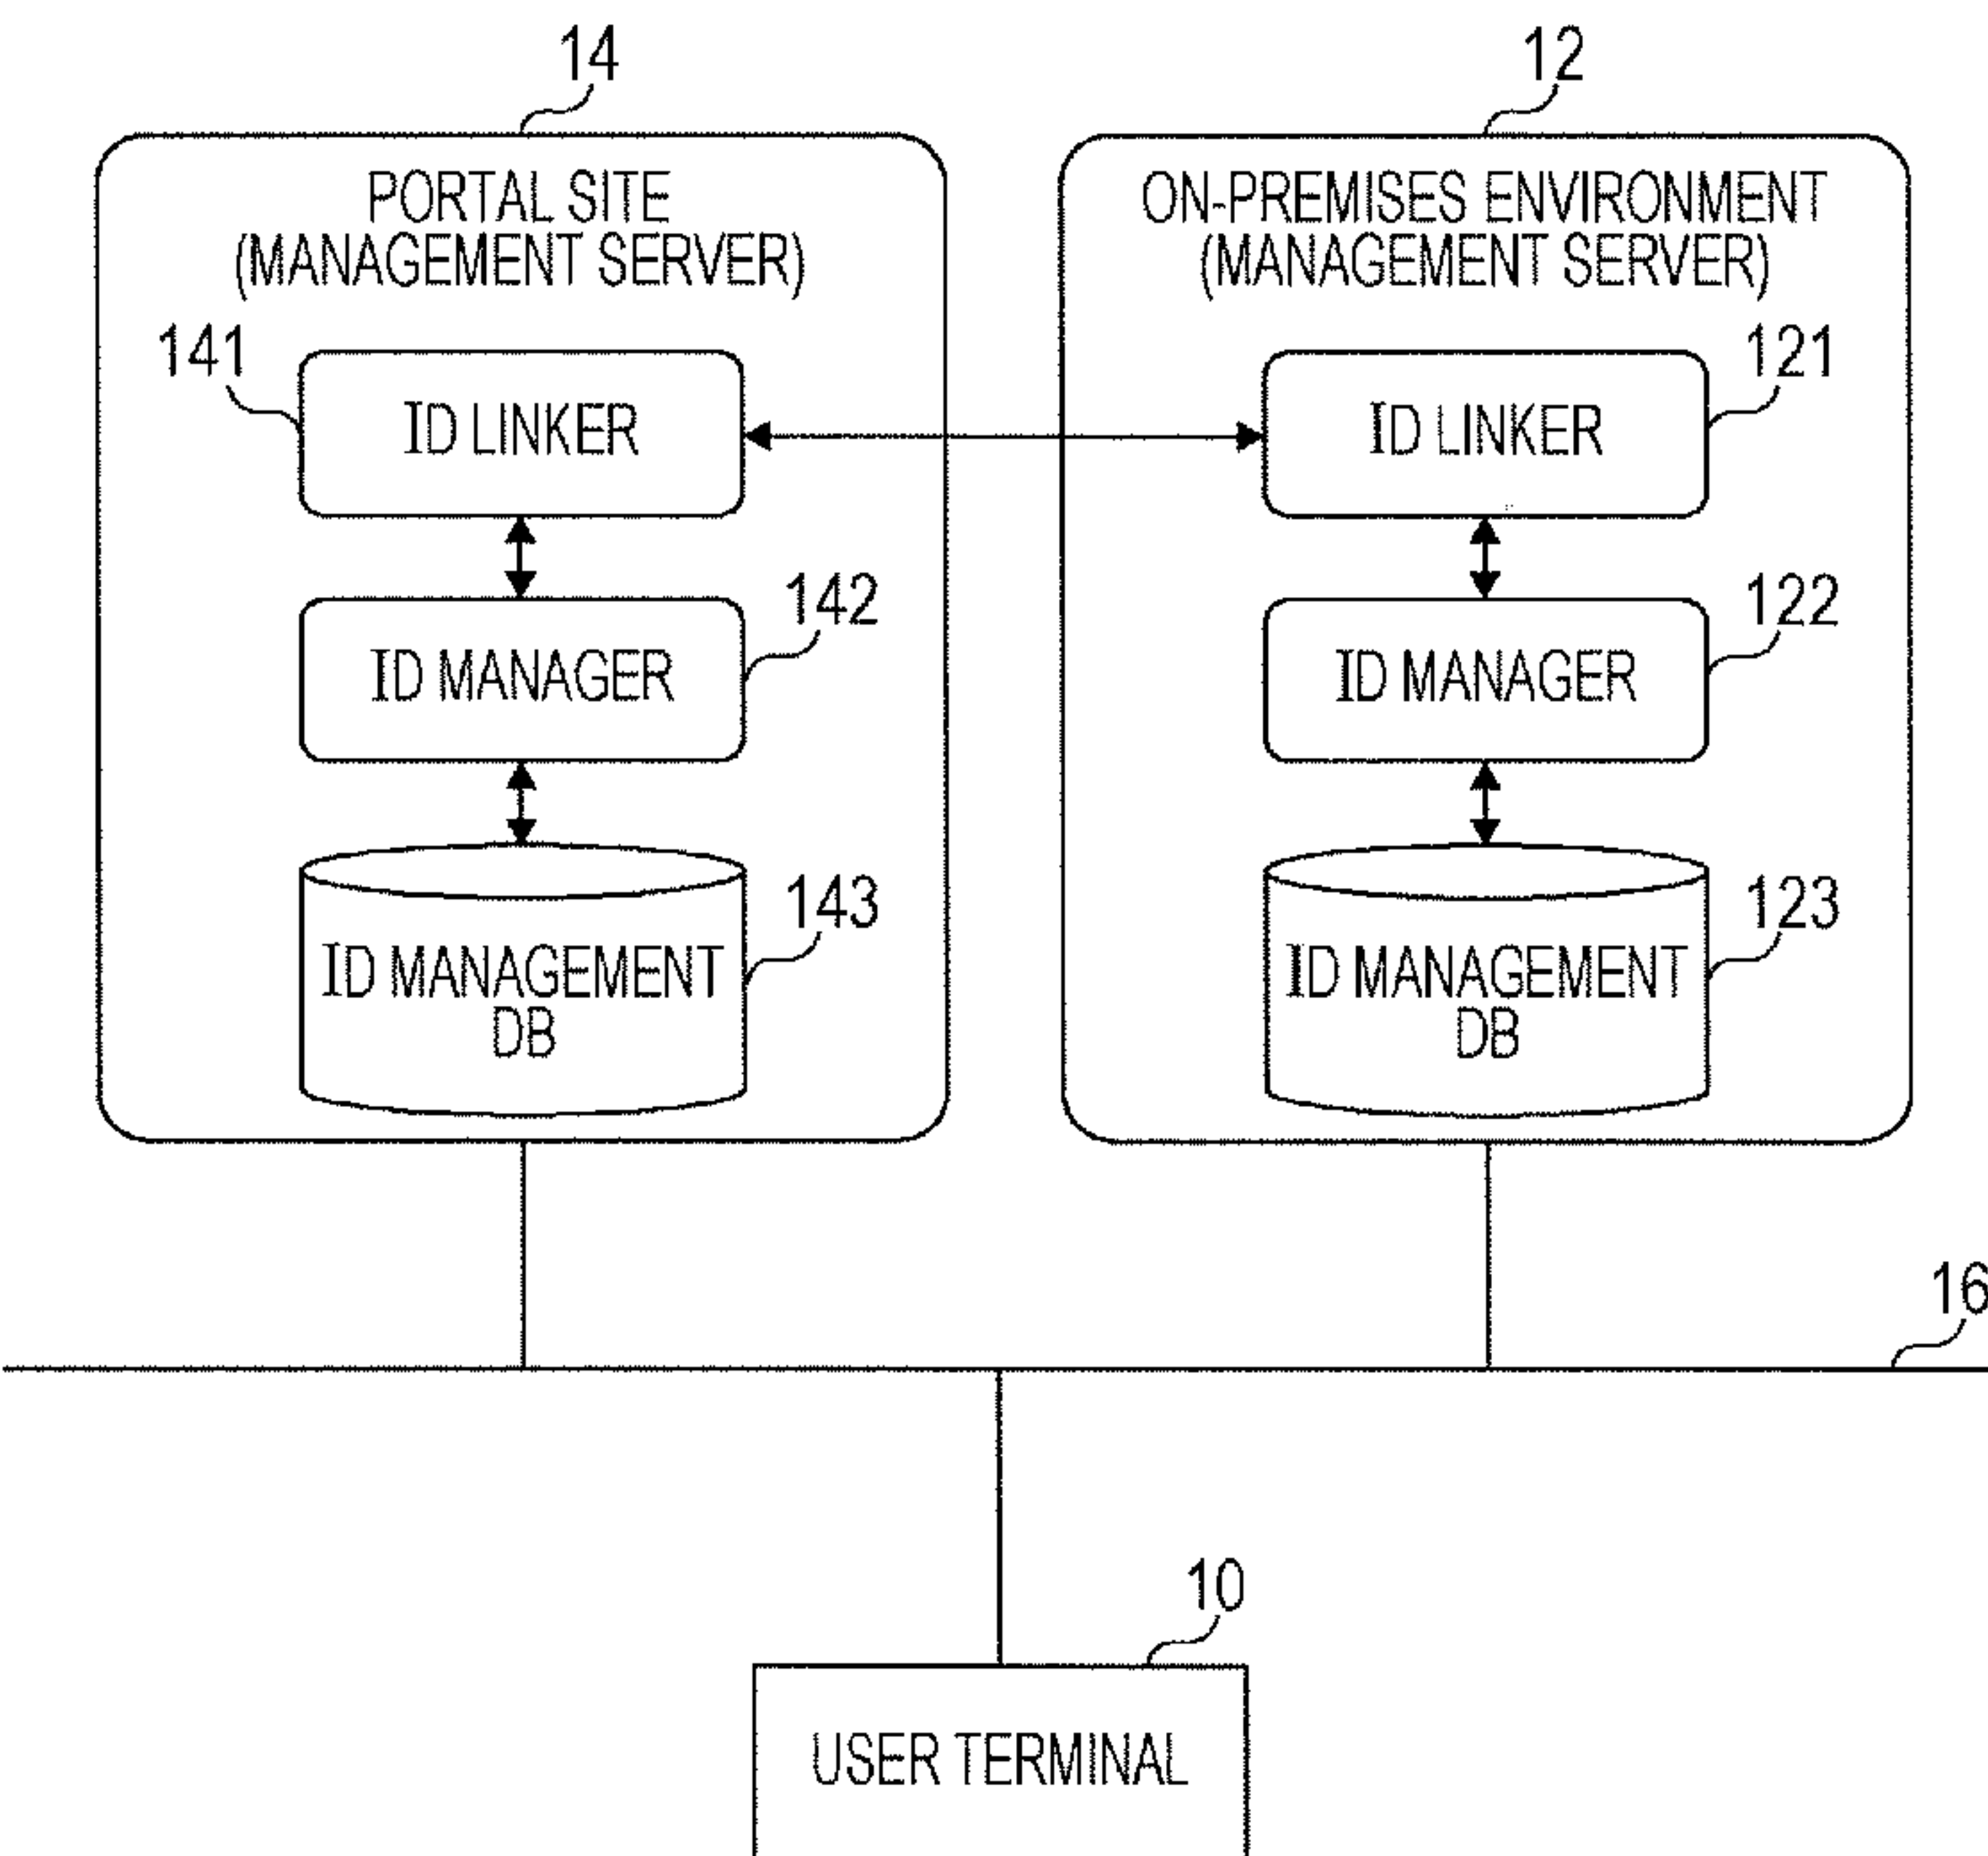 14
12
PORTAL SITE
(MANAGEMENT SERVER)
ON-PREMISES ENVIRONMENT
(MANAGEMENT SERVER)
141
ID LINKER
121
ID LINKER
142
ID MANAGER
122
ID MANAGER
143
ID MANAGEMENT
DB
123
ID MANAGEMENT
DB
16
10
USER TERMINAL